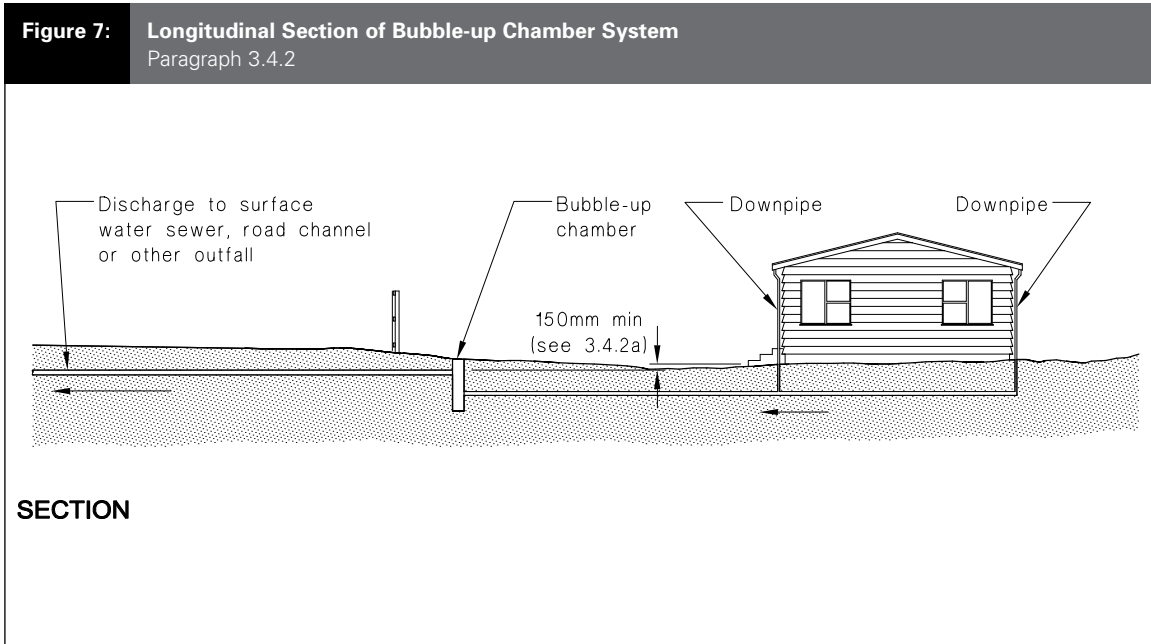 Figure 7:
Longitudinal Section of Bubble-up Chamber System
Paragraph 3.4.2
Discharge to surface
water sewer, road channel
or other outfall
Bubble-up
chamber
Downpipe
Downpipe
150mm min
(see 3.4.2a)
SECTION